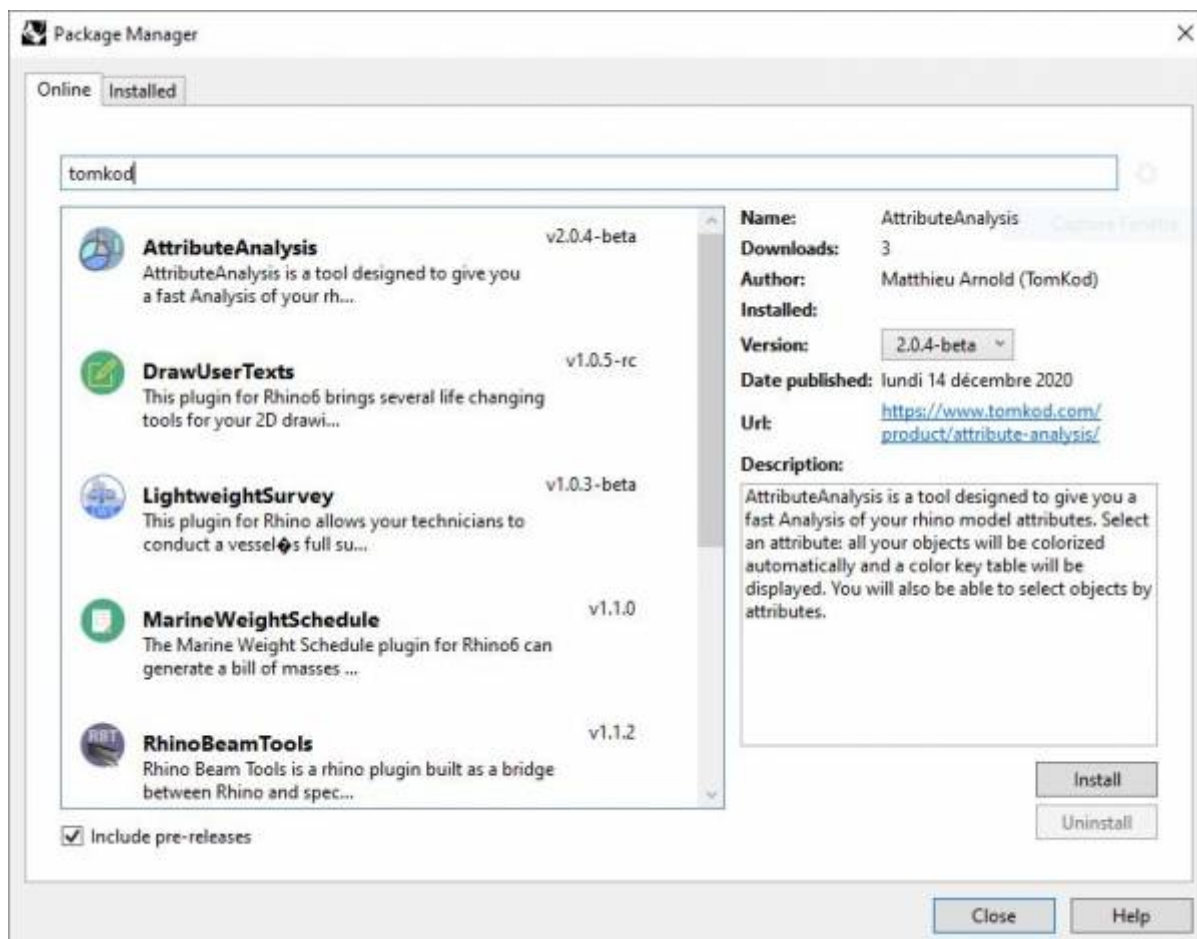 Package Manager
Online
Installed
tomkod
AttributeAnalysis
v2.0.4-beta
AttributeAnalysis is a tool designed to give you
a fast Analysis of your rh...
DrawUserTexts
v1.0.5-rc
This plugin for Rhino6 brings several life changing
tools for your 2D drawi...
LightweightSurvey
v1.0.3-beta
This plugin for Rhino allows your technicians to
conduct a vessel�s full su...
MarineWeightSchedule
v1.1.0
The Marine Weight Schedule plugin for Rhino6 can
generate a bill of masses ...
RBT
RhinoBeamTools
v1.1.2
Rhino Beam Tools is a rhino plugin built as a bridge
between Rhino and spec...
Include pre-releases
Name: AttributeAnalysis
Capture Fenêtre
Downloads: 3
Author: Matthieu Arnold (TomKod)
Installed:
Version: 2.0.4-beta
Date published: lundi 14 décembre 2020
Url: https://www.tomkod.com/
product/attribute-analysis/
Description:
AttributeAnalysis is a tool designed to give you a
fast Analysis of your rhino model attributes. Select
an attribute: all your objects will be colorized
automatically and a color key table will be
displayed. You will also be able to select objects by
attributes.
Install
Uninstall
Close
Help